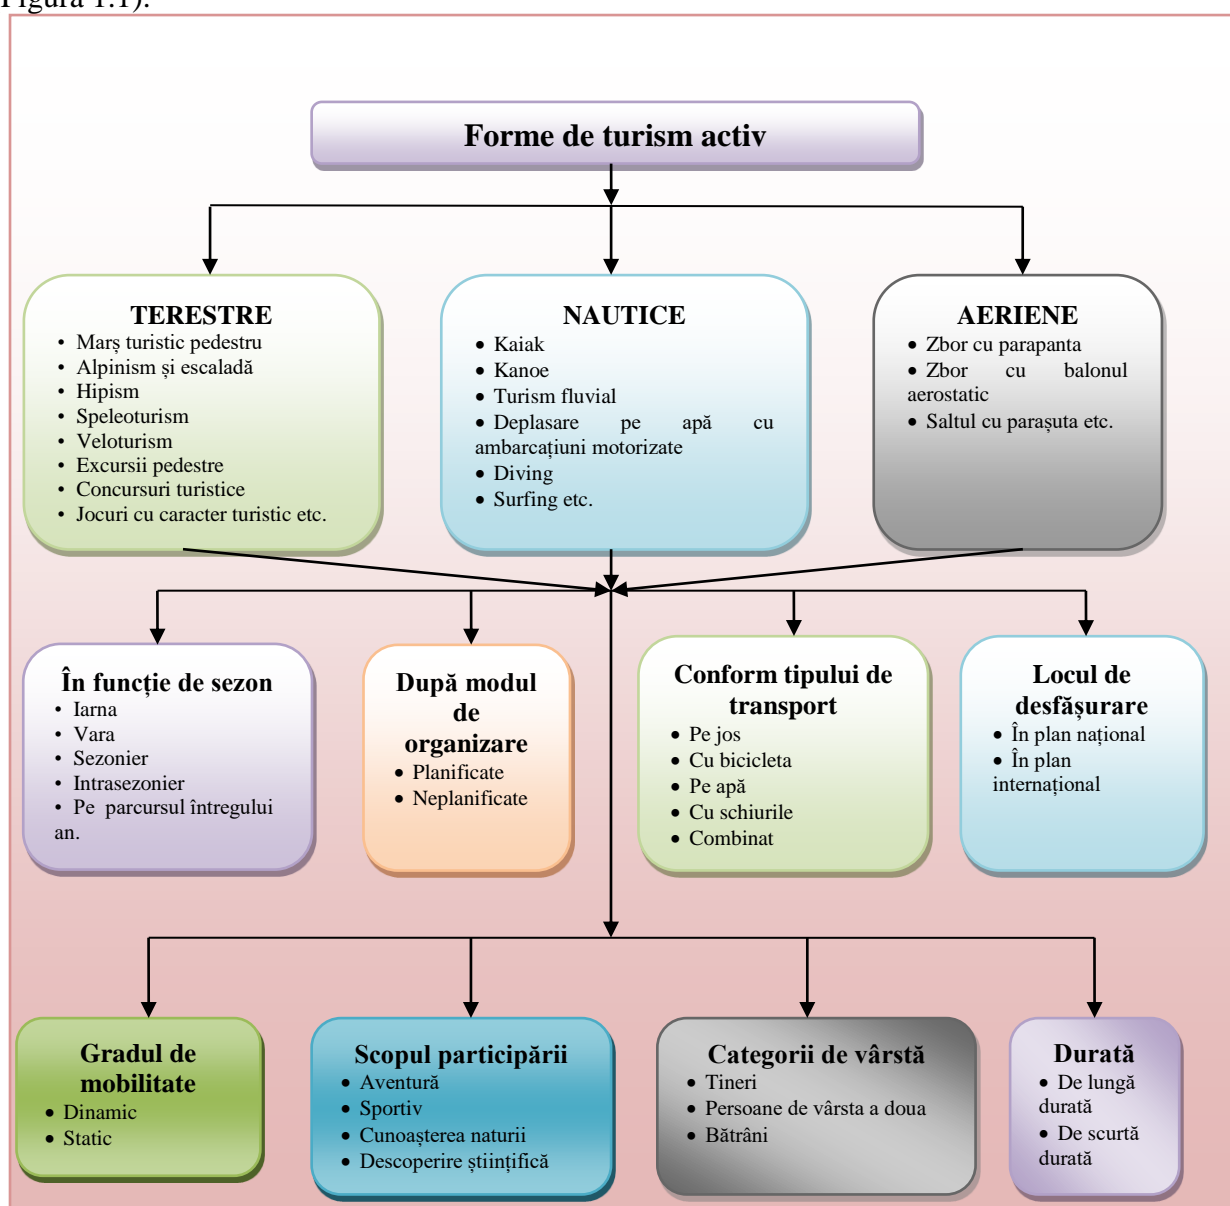 Figura 1.1).
Forme de turism activ
TERESTRE
• Marș turistic pedestru
• Alpinism și escaladă
• Hipism
• Speleoturism
• Veloturism
• Excursii pedestre
• Concursuri turistice
• Jocuri cu caracter turistic etc.
NAUTICE
• Kaiak
• Kanoe
• Turism fluvial
• Deplasare pe apă cu
ambarcațiuni motorizate
• Diving
• Surfing etc.
AERIENE
• Zbor cu parapanta
• Zbor cu balonul
aerostatic
• Saltul cu parașuta etc.
În funcție de sezon
• Iarna
• Vara
• Sezonier
• Intrasezonier
• Pe parcursul întregului
an.
După modul
de
organizare
• Planificate
• Neplanificate
Conform tipului de
transport
• Pe jos
• Cu bicicleta
• Pe apă
• Cu schiurile
• Combinat
Locul de
desfășurare
• În plan național
• În plan
internațional
Gradul de
mobilitate
• Dinamic
• Static
Scopul participării
• Aventură
• Sportiv
• Cunoașterea naturii
• Descoperire științifică
Categorii de vârstă
• Tineri
• Persoane de vârsta a doua
• Bătrâni
Durată
• De lungă
durată
• De scurtă
durată